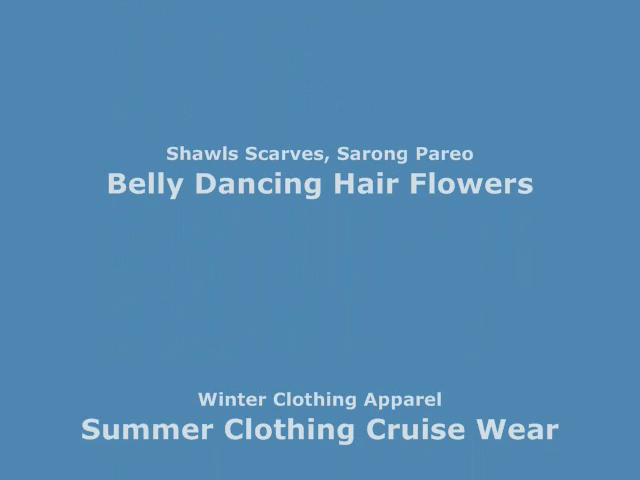 Shawls Scarves, Sarong Pareo
Belly Dancing Hair Flowers
Winter Clothing Apparel
Summer Clothing Cruise Wear